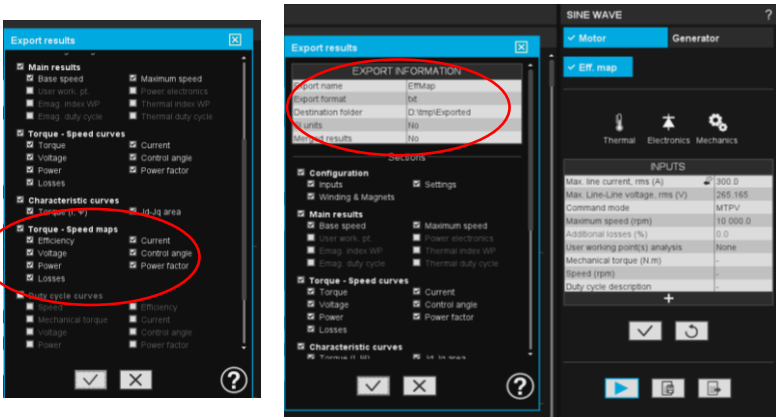 Export results
Main results
Base speed Maximum speed
User work. pt. Power electronics
Emag. index WP Thermal index WP
Emag. duty cycle Thermal duty cycle
Torque - Speed curves
Torque Current
Voltage Control angle
Power Power factor
Losses
Characteristic curves
Torque (I, Ψ) Jd-Jq area
Torque - Speed maps
Efficiency Current
Voltage Control angle
Power Power factor
Losses
Duty cycle curves
Speed Efficiency
Mechanical torque Current
Voltage Control angle
Power Power factor
?
Export results
EXPORT INFORMATION
Export name EffMap
Export format txt
Destination folder D:\tmp\Exported
SI units No
Merged results No
Sections
Configuration
Inputs Settings
Winding & Magnets
Main results
Base speed Maximum speed
User work. pt. Power electronics
Emag. index WP Thermal index WP
Emag. duty cycle Thermal duty cycle
Torque - Speed curves
Torque Current
Voltage Control angle
Power Power factor
Losses
Characteristic curves
Torque (I, Ψ) Jd-Jq area
?
SINE WAVE ?
Motor Generator
Eff. map
Thermal Electronics Mechanics
INPUTS
Max. line current, rms (A) 300.0
Max. Line-Line voltage, rms (V) 265.165
Command mode MTPV
Maximum speed (rpm) 10 000.0
Additional losses (%) 0.0
User working point(s) analysis None
Mechanical torque (N.m) -
Speed (rpm) -
Duty cycle description -
+